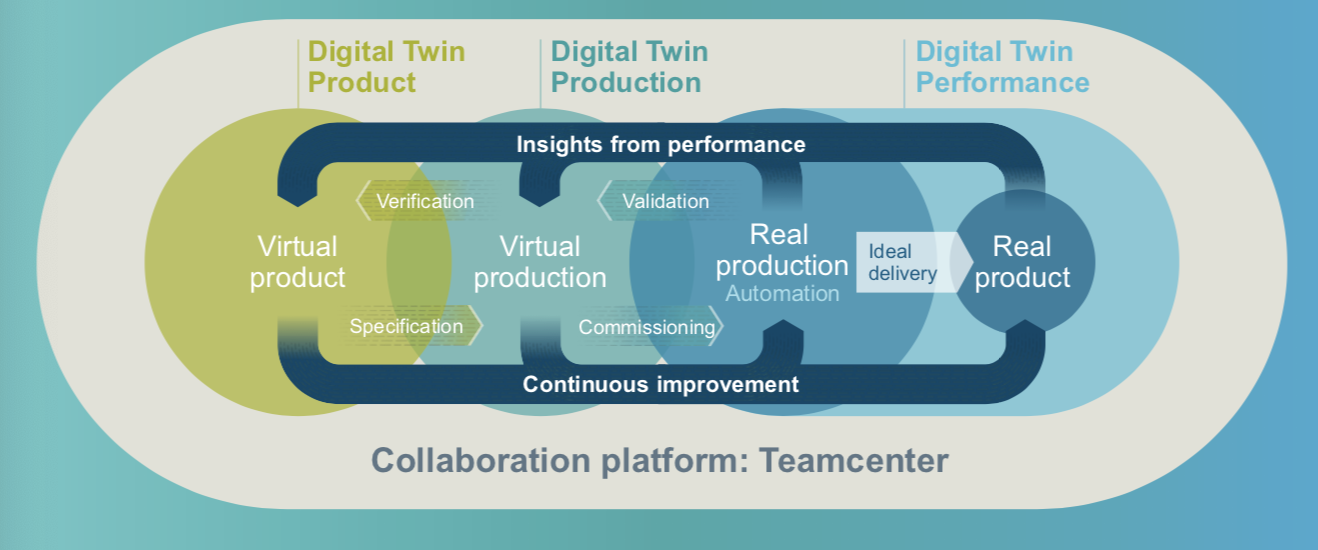 Digital Twin
Product
Digital Twin
Production
Digital Twin
Performance
Insights from performance
Verification
Validation
Virtual
product
Virtual
production
Real
production
Automation
Ideal
delivery
Real
product
Specification
Commissioning
Continuous improvement
Collaboration platform: Teamcenter